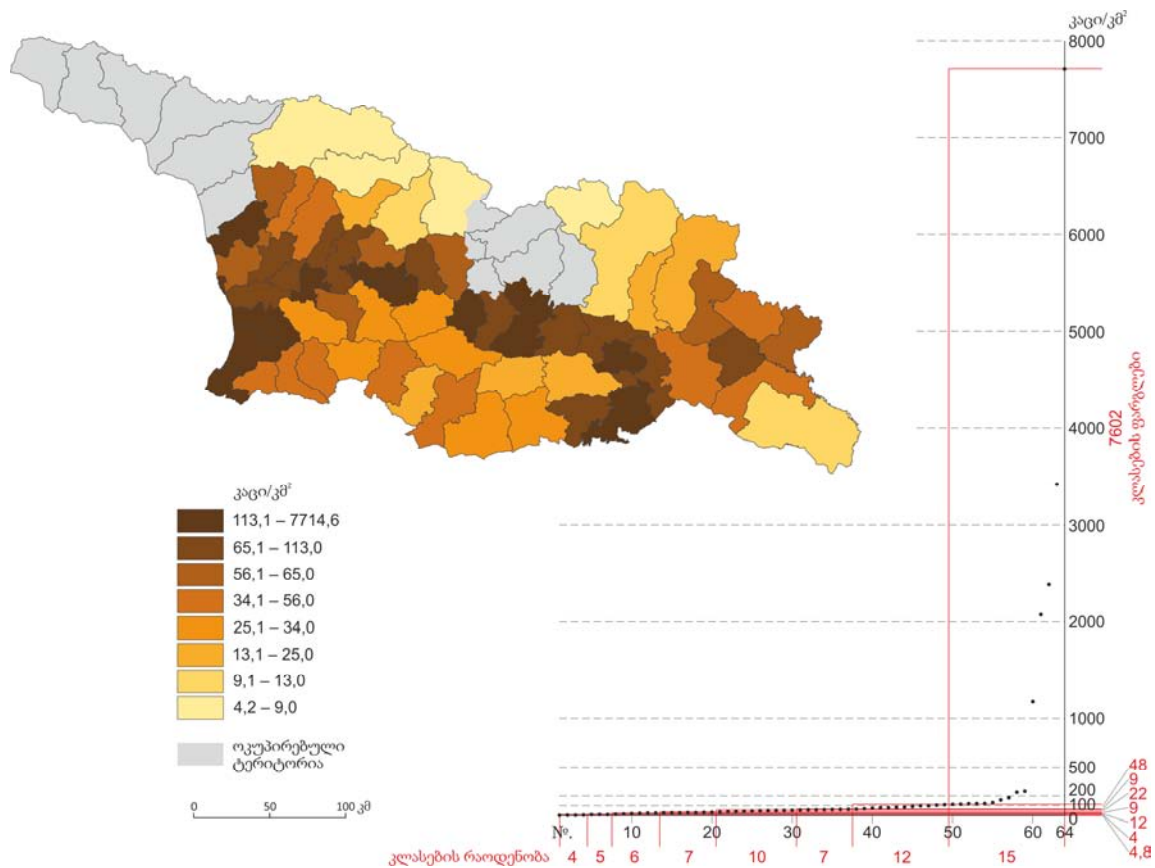 კაცი/კმ²
8000
7000
6000
5000
4000
3000
2000
1000
500
200
100
0
7602
კლასების ფარგლები
კაცი/კმ²
113,1 – 7714,6
65,1 – 113,0
56,1 – 65,0
34,1 – 56,0
25,1 – 34,0
13,1 – 25,0
9,1 – 13,0
4,2 – 9,0
ოკუპირებული
ტერიტორია
0 50 100 კმ
48
9
22
9
12
4
4,8
№. 10 20 30 40 50 60 64
კლასების რაოდენობა 4 5 6 7 10 7 12 15